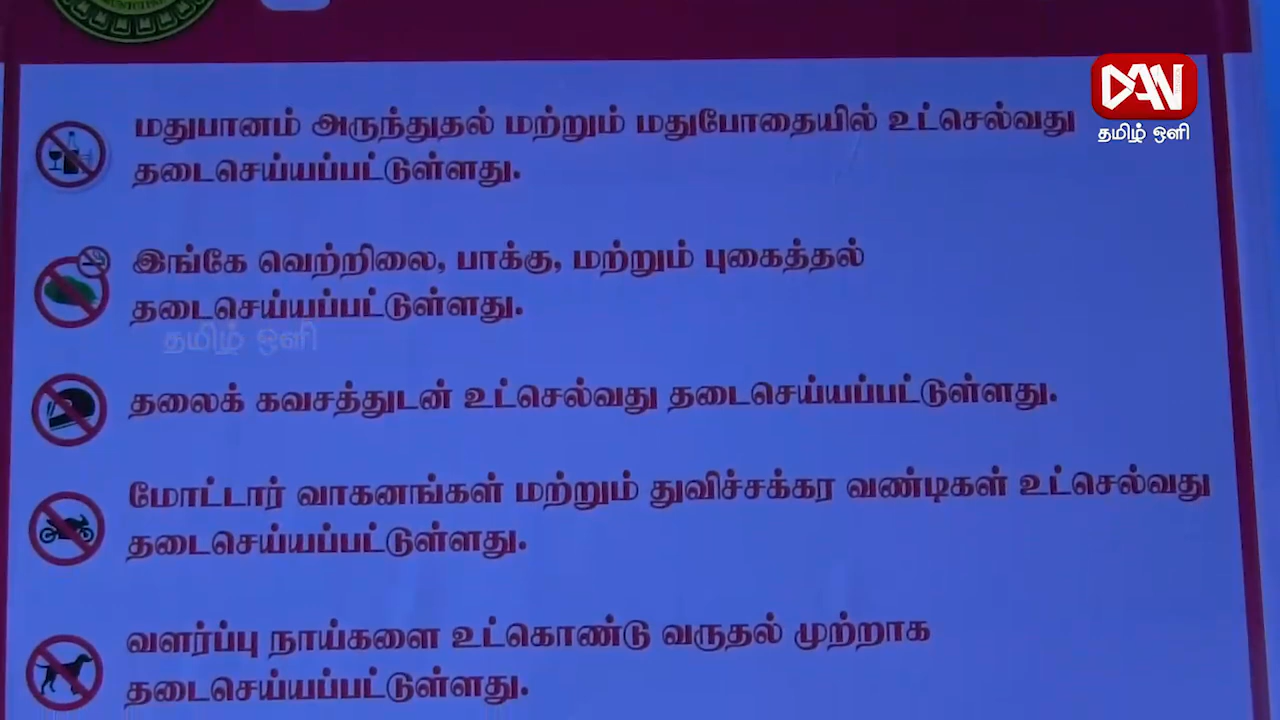 DAN
தமிழ் ஒளி
மதுபானம் அருந்துதல் மற்றும் மதுபோதையில் உட்செல்வது
தடைசெய்யப்பட்டுள்ளது.
இங்கே வெற்றிலை, பாக்கு, மற்றும் புகைத்தல்
தடைசெய்யப்பட்டுள்ளது.
தமிழ் ஒளி
தலைக் கவசத்துடன் உட்செல்வது தடைசெய்யப்பட்டுள்ளது.
மோட்டார் வாகனங்கள் மற்றும் துவிச்சக்கர வண்டிகள் உட்செல்வது
தடைசெய்யப்பட்டுள்ளது.
வளர்ப்பு நாய்களை உட்கொண்டு வருதல் முற்றாக
தடைசெய்யப்பட்டுள்ளது.